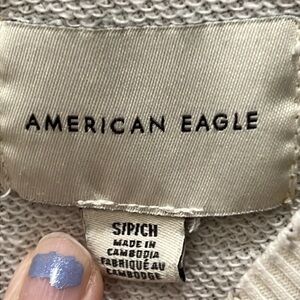 AMERICAN EAGLE
S/P/CH
MADE IN
CAMBODIA
FABRIQUÉ AU
CAMBODGE